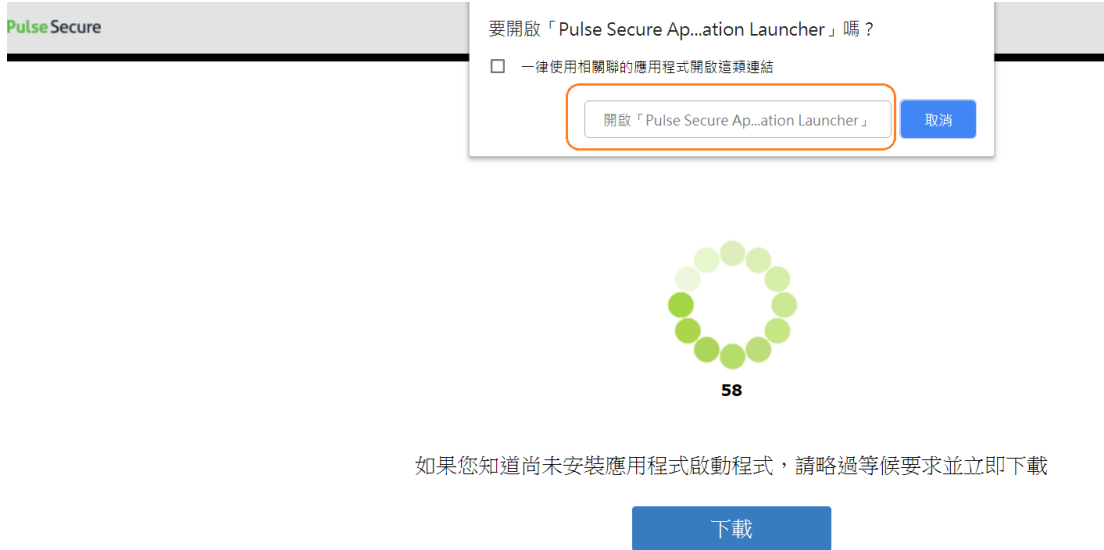 Pulse Secure
要開啟「Pulse Secure Ap...ation Launcher」嗎？
一律使用相關聯的應用程式開啟這類連結
開啟「Pulse Secure Ap...ation Launcher」
取消
58
如果您知道尚未安裝應用程式啟動程式，請略過等候要求並立即下載
下載